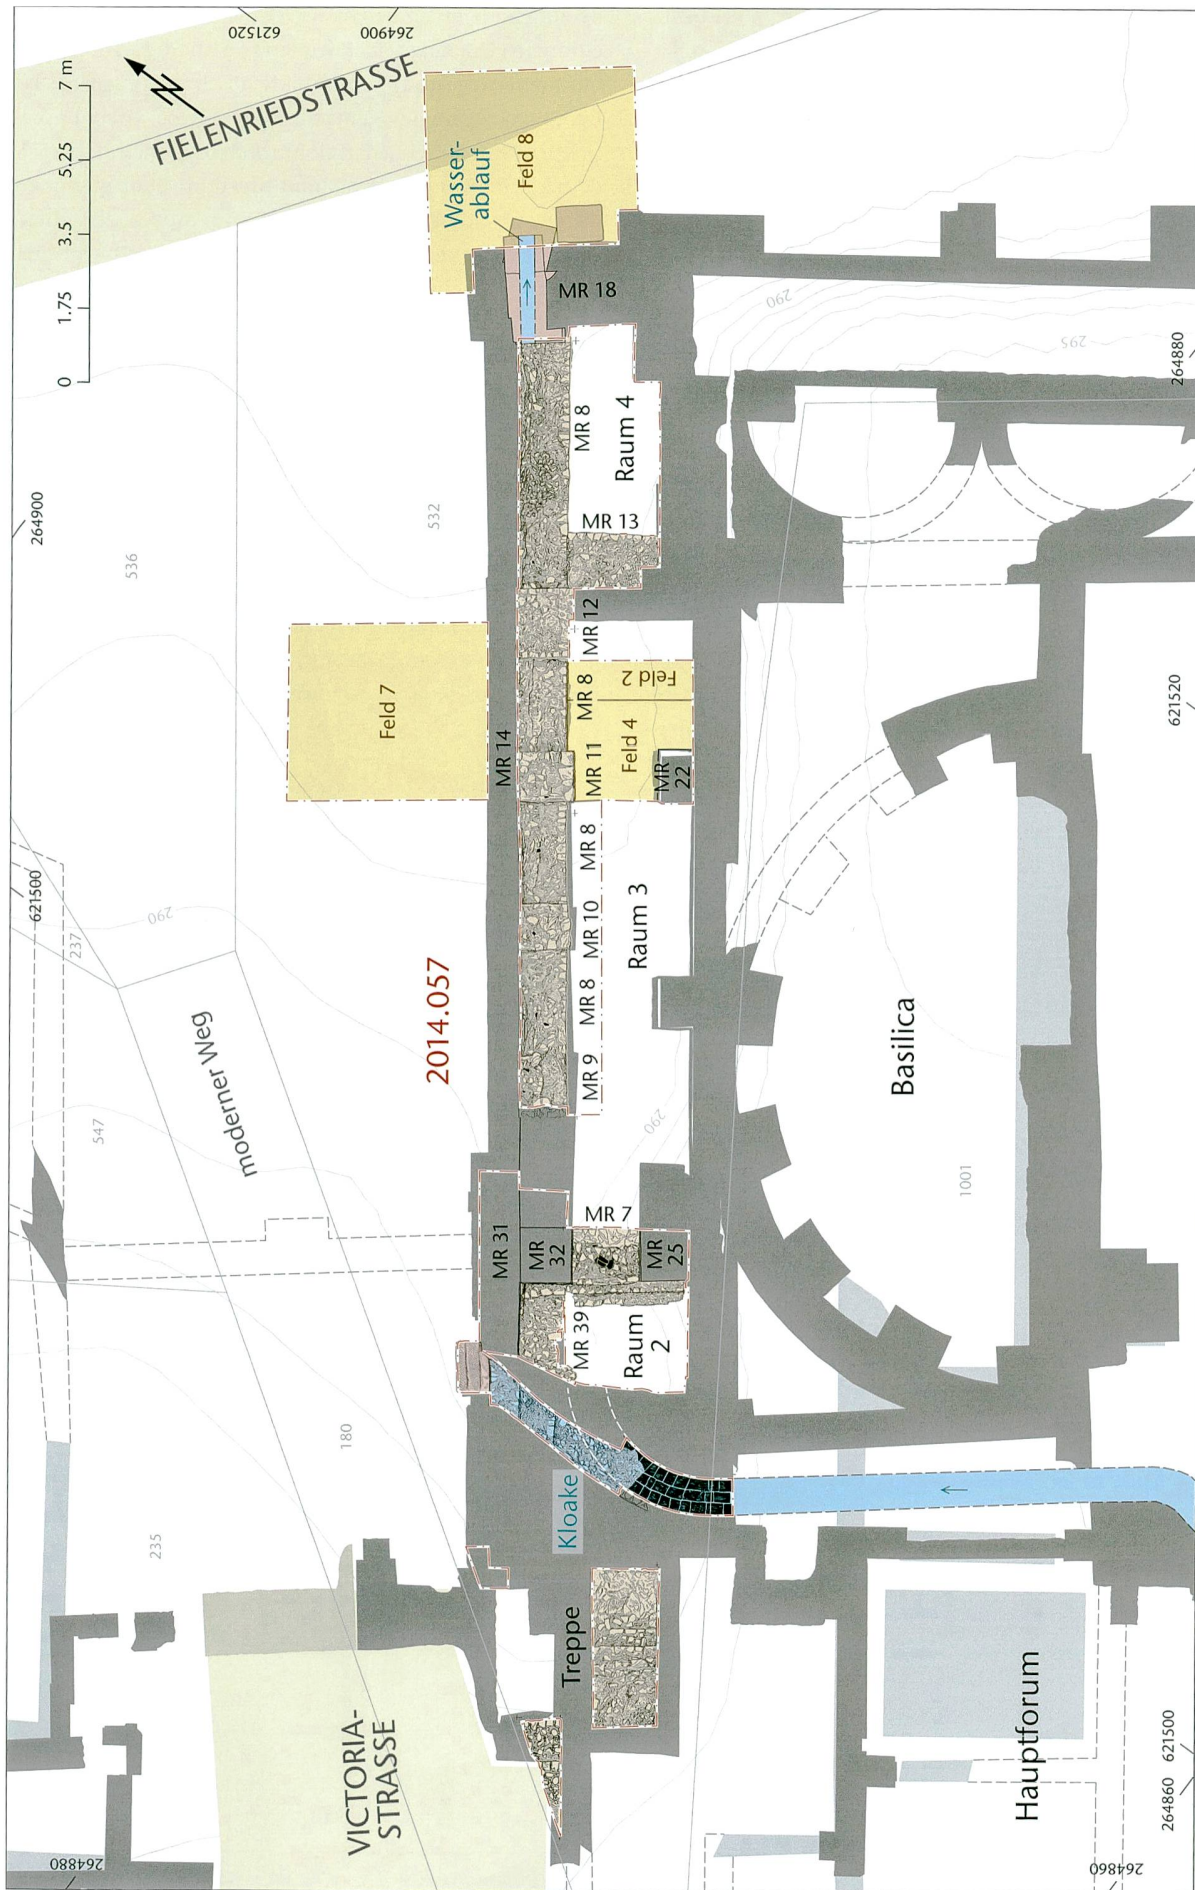 621520
264900
7 m
5.25
3.5
1.75
0
N
FIELENRIEDSTRASSE
Wasser-
ablauf
Feld 8
MR 18
290
295
264880
264900
536
532
MR 8
Raum 4
MR 13
MR 12
Feld 7
MR 14
MR 8
Feld 2
MR 11
Feld 4
MR
22
621520
621500
237
290
MR 8
MR 10
Raum 3
MR 8
2014.057
moderner Weg
547
MR 9
290
Basilica
1001
MR 31
MR
32
MR 7
MR
25
MR 39
Raum
2
180
235
Kloake
Treppe
VICTORIA-
STRASSE
Hauptforum
264880
621500
264860
264860